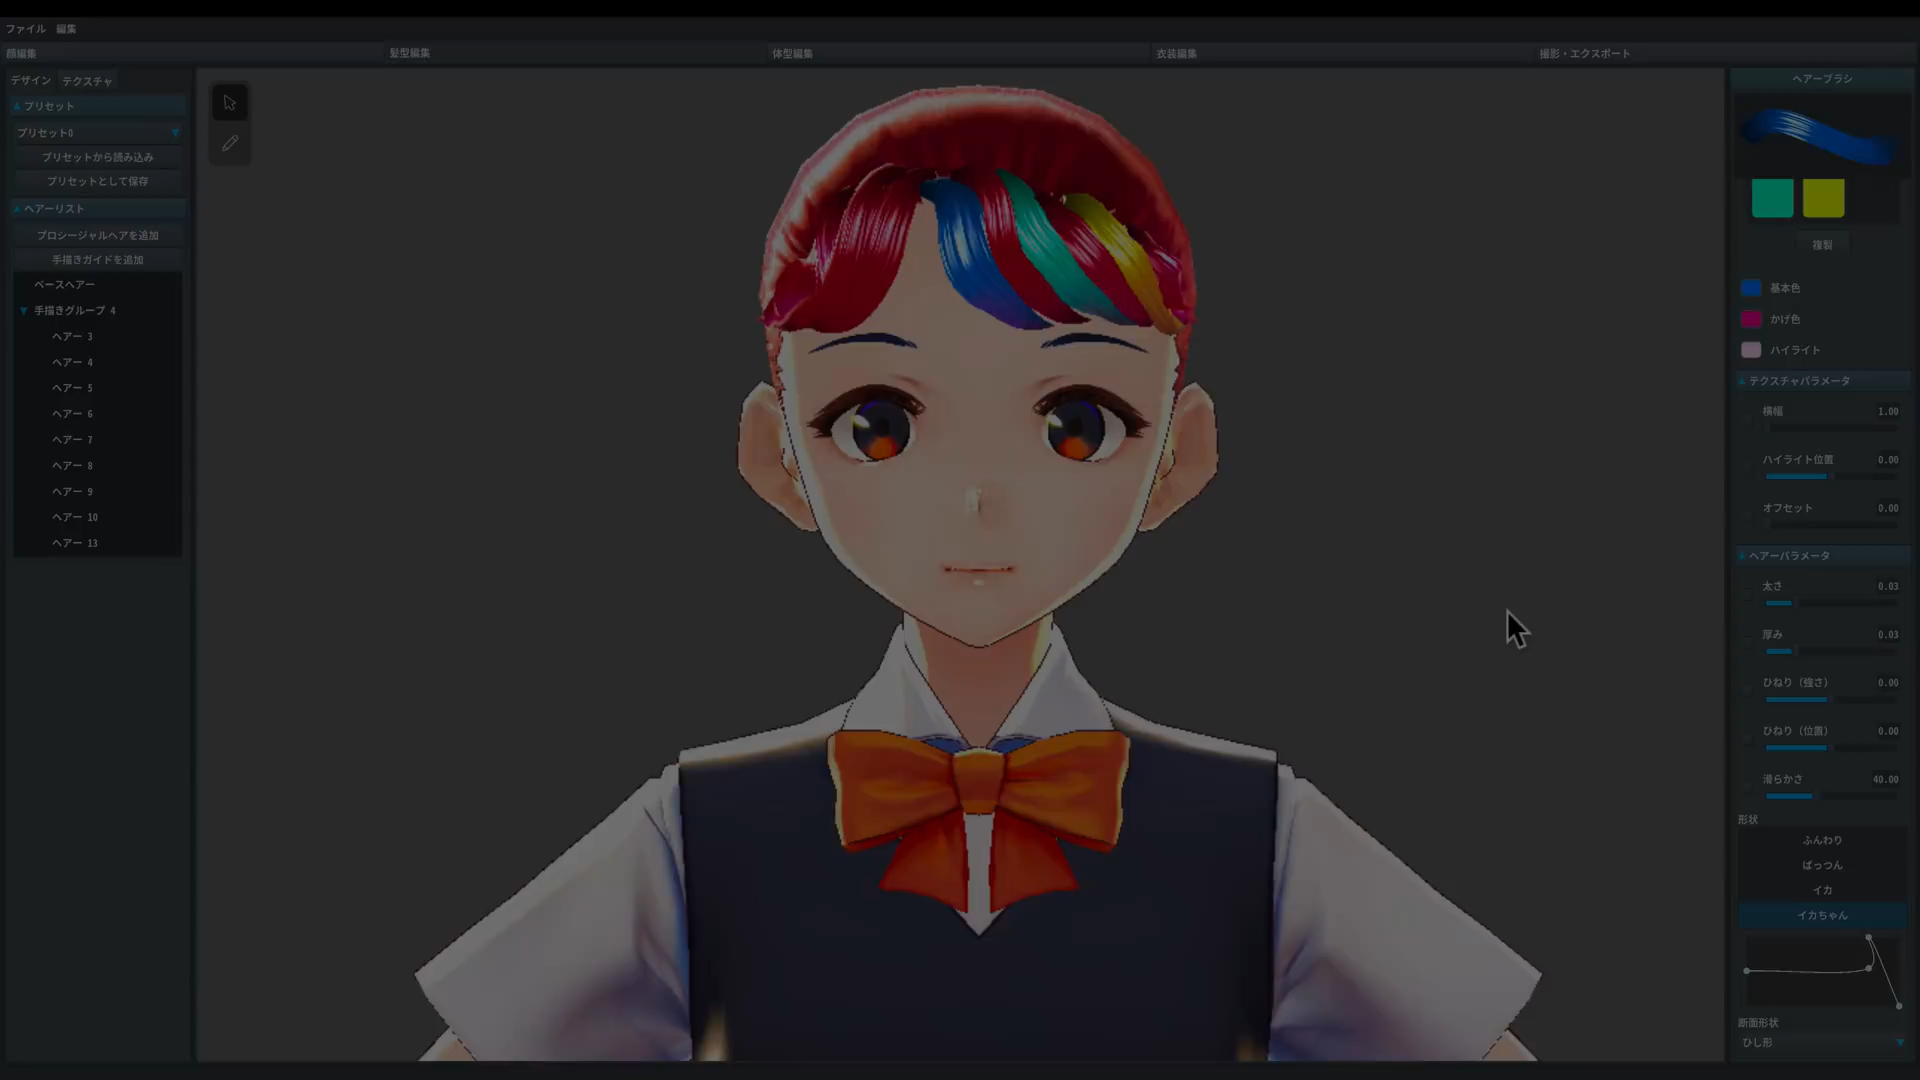 ファイル 編集
顔編集 髪型編集 体型編集 衣装編集 撮影・エクスポート
デザイン テクスチャ
プリセット
プリセット0
プリセットから読み込み
プリセットとして保存
ヘアーリスト
プロシージャルヘアを追加
手描きガイドを追加
ベースヘアー
手描きグループ 4
ヘアー 3
ヘアー 4
ヘアー 5
ヘアー 6
ヘアー 7
ヘアー 8
ヘアー 9
ヘアー 10
ヘアー 13
ヘアーブラシ
複製
基本色
かげ色
ハイライト
テクスチャパラメータ
横幅 1.00
ハイライト位置 0.00
オフセット 0.00
ヘアーパラメータ
太さ 0.03
厚み 0.03
ひねり（強さ） 0.00
ひねり（位置） 0.00
滑らかさ 40.00
形状
ふんわり
ぱっつん
イカ
イカちゃん
断面形状
ひし形